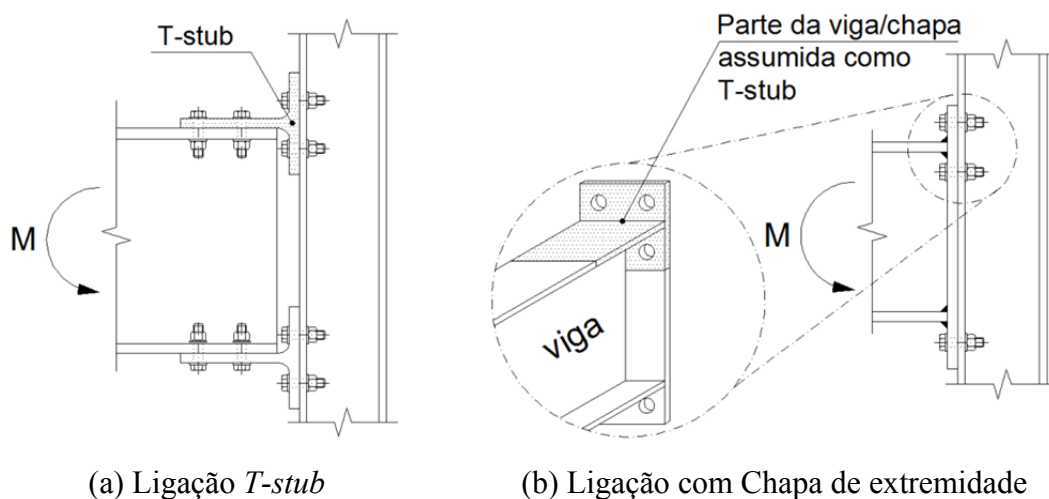 T-stub
M
(a) Ligação T-stub
Parte da viga/chapa
assumida como
T-stub
M
viga
(b) Ligação com Chapa de extremidade